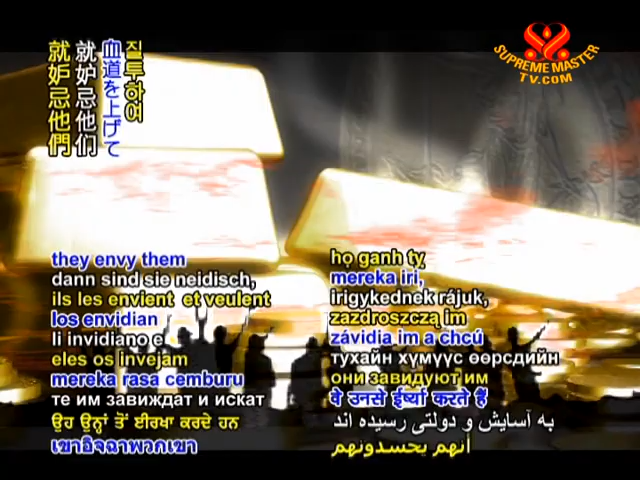 질투하여
血道を上げて
就妒忌他们
就妒忌他們
SUPREME MASTER
TV.COM
they envy them
dann sind sie neidisch,
ils les envient et veulent
los envidian
li invidiano e
eles os invejam
mereka rasa cemburu
те им завиждат и искат
ਉਹ ਉਨ੍ਹਾਂ ਤੋਂ ਈਰਖਾ ਕਰਦੇ ਹਨ
เขาอิจฉาพวกเขา
họ ganh tỵ
mereka iri,
irigykednek rájuk,
zazdroszczą im
závidia im a chcú
тухайн хүмүүс өөрсдийн
они завидуют им
वे उनसे ईर्ष्या करते हैं
به آسایش و دولتی رسیده اند
انهم يحسدونهم